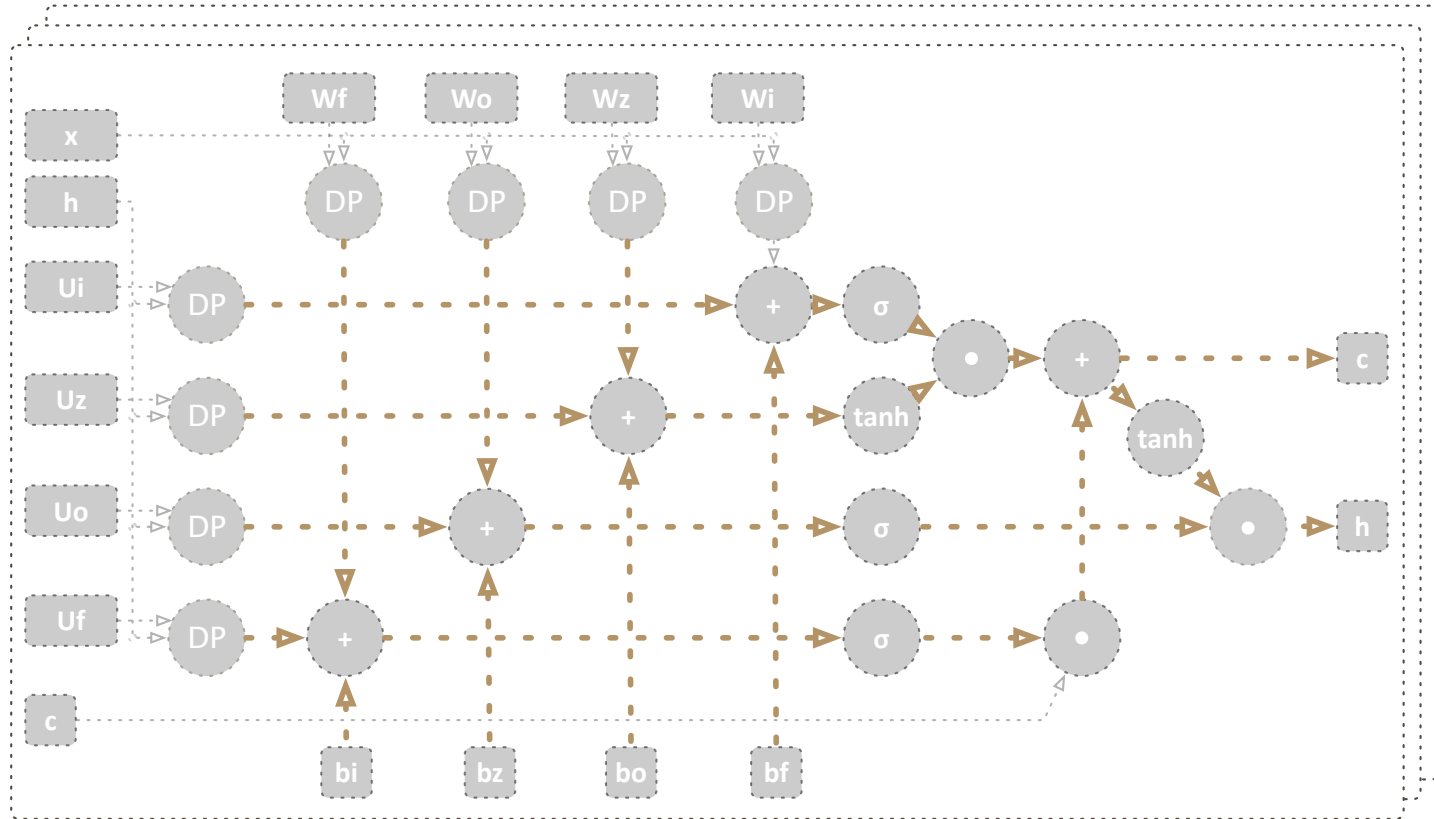 Wf Wo Wz Wi
x
h
DP DP DP DP
Ui DP + σ
• + c
Uz DP + tanh
tanh
Uo DP + σ • h
Uf DP + σ •
c
bi bz bo bf